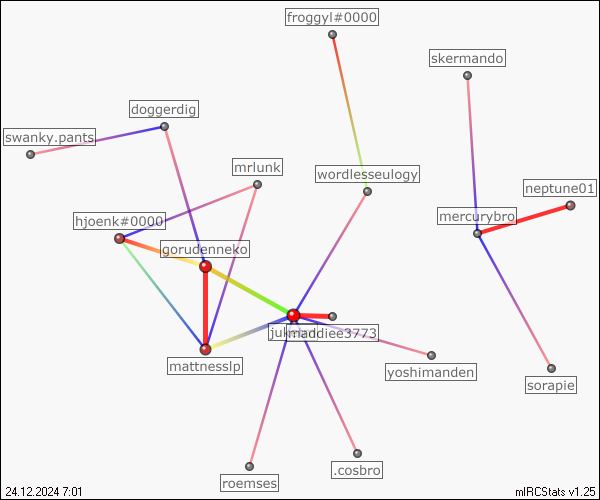 froggyl#0000
skermando
doggerdig
swanky.pants
mrlunk
wordlesseulogy
neptune01
hjoenk#0000
mercurybro
gorudenneko
maddiee3773
mattnesslp
yoshimanden
sorapie
.cosbro
roemses
24.12.2024 7:01
mIRCStats v1.25